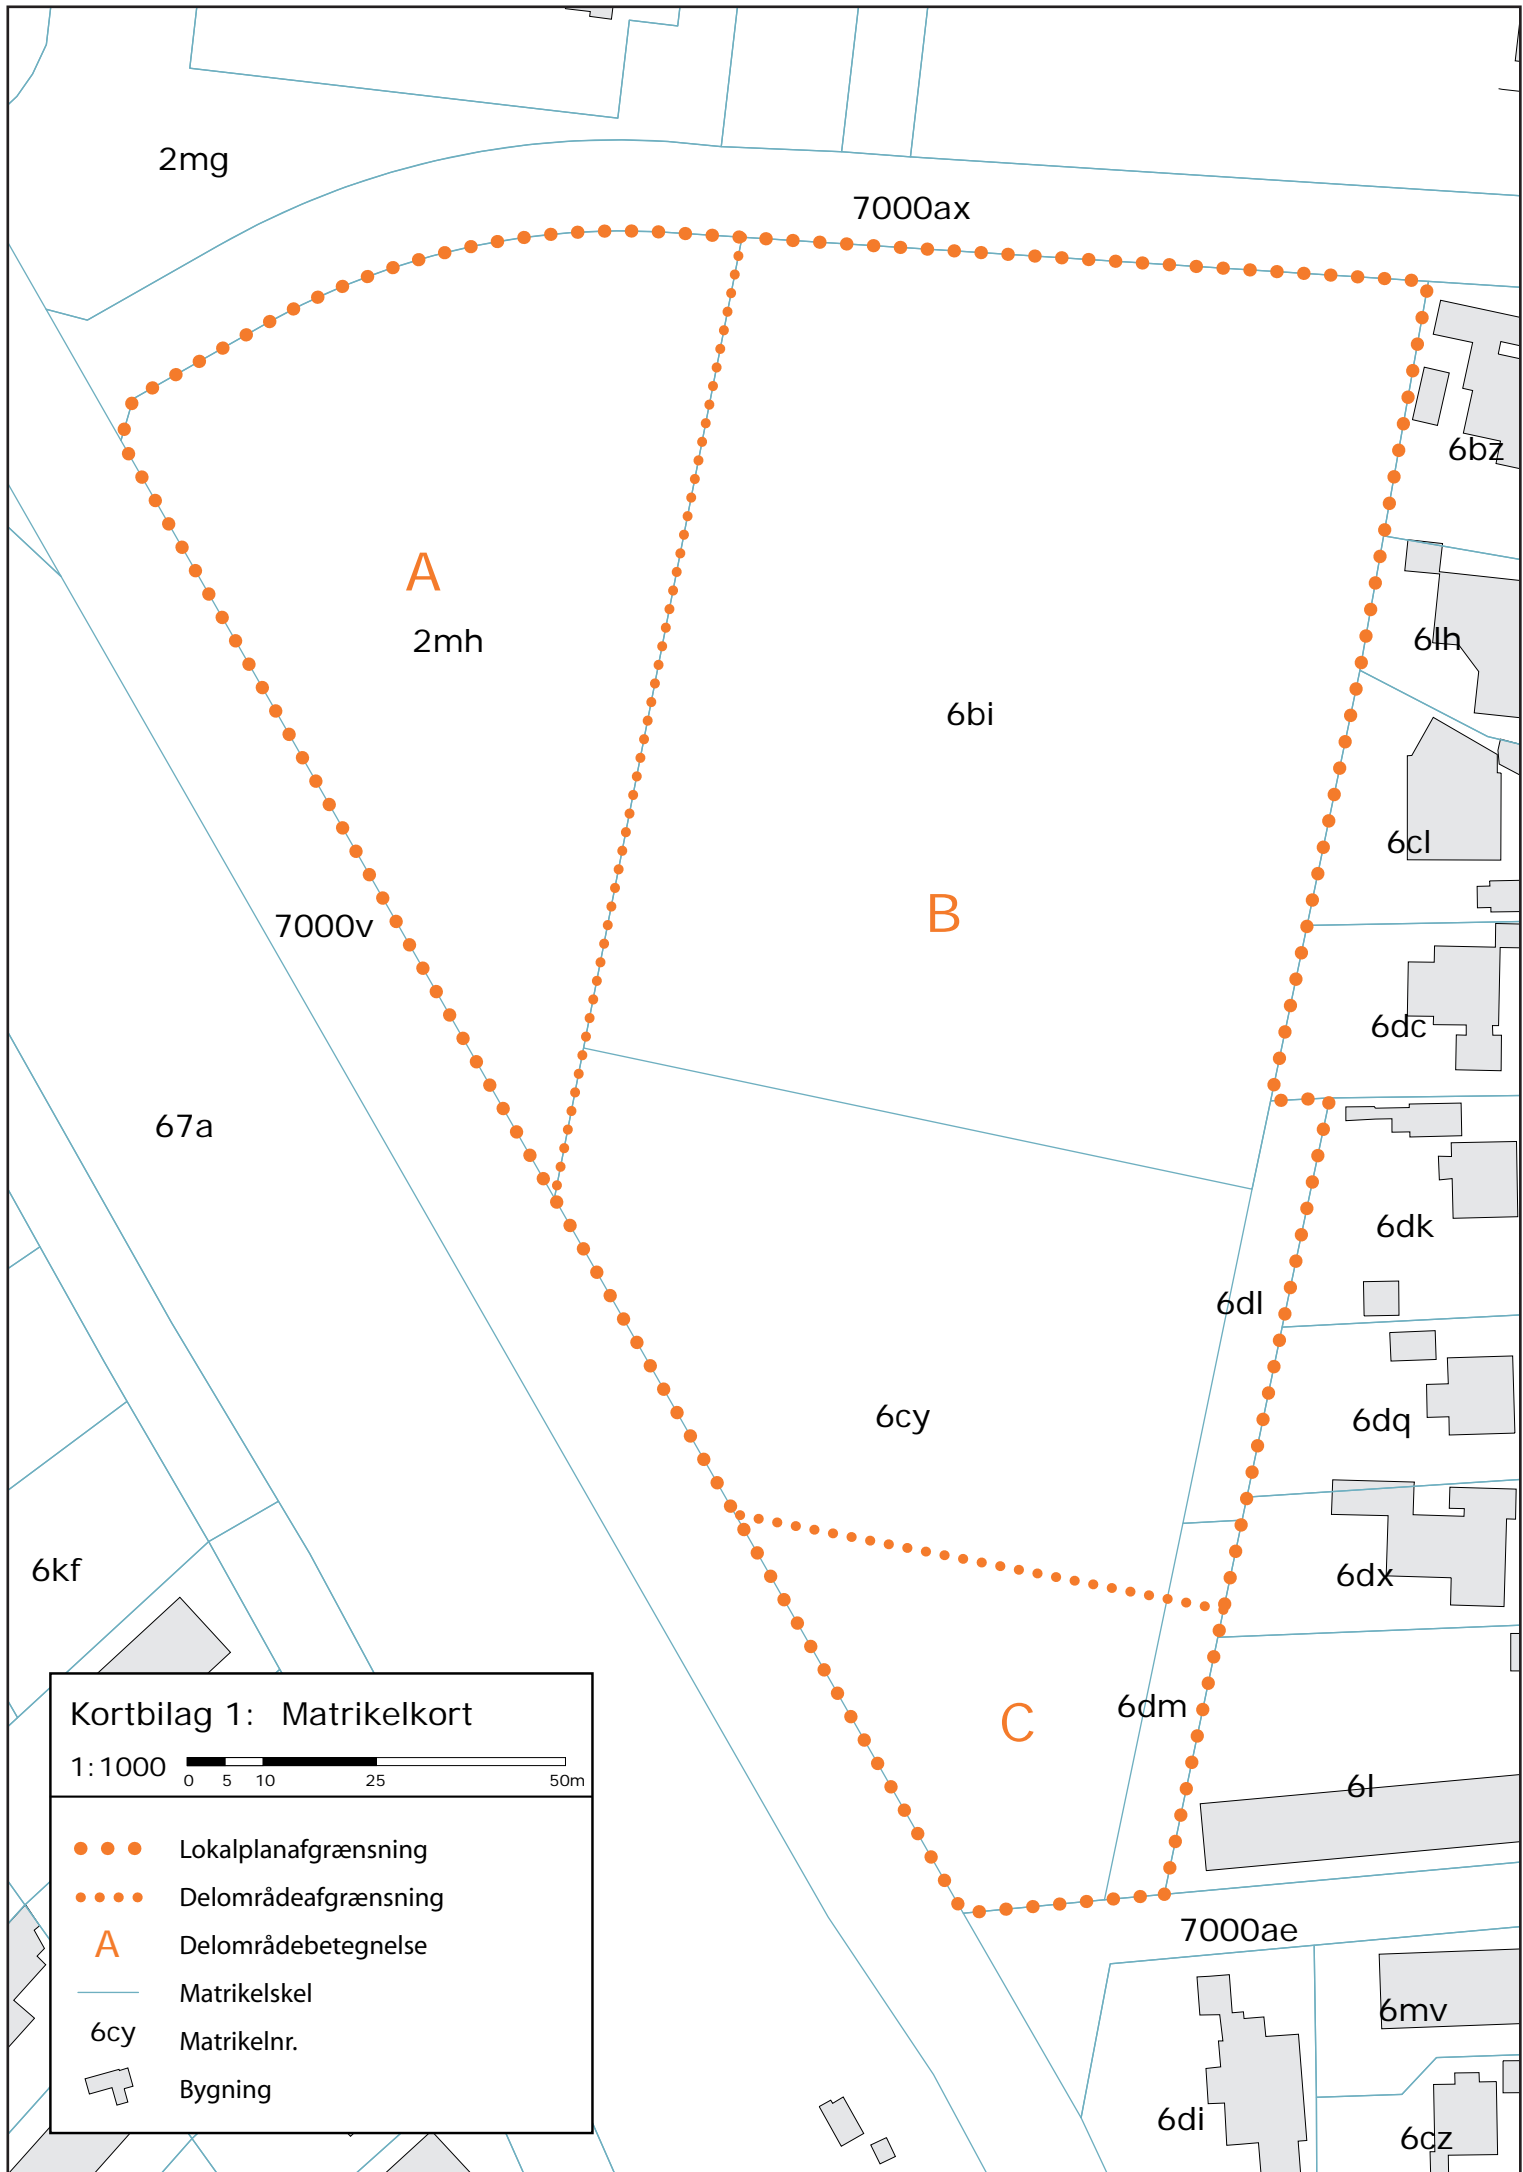 2mg
7000ax
6bz
A
2mh
6lh
6bi
6cl
B
7000v
6dc
67a
6dk
6dl
6cy
6dq
6kf
6dx
C
6dm
6l
7000ae
6mv
6di
6cz
Kortbilag 1: Matrikelkort
1:1000
0 5 10 25 50m
Lokalplanafgrænsning
Delområdeafgrænsning
A Delområdebetegnelse
Matrikelskel
6cy Matrikelnr.
Bygning